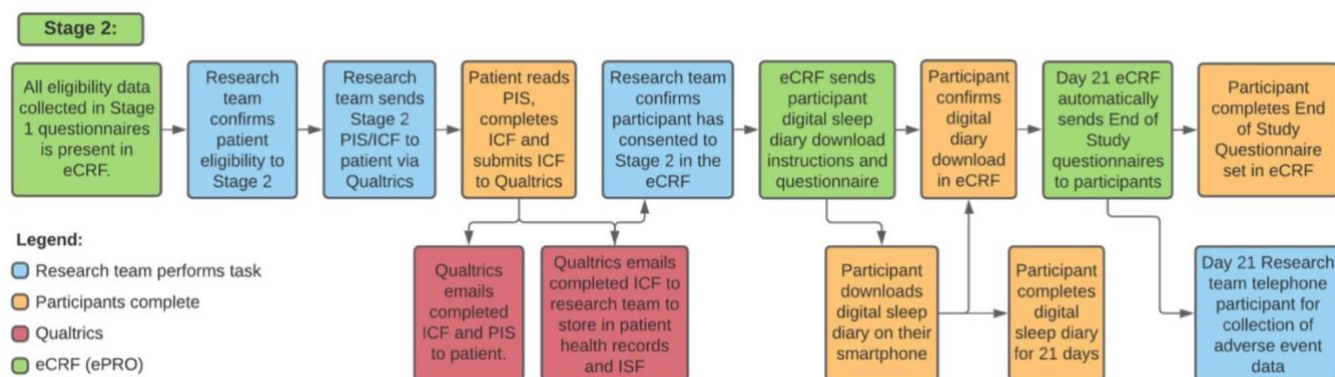 Stage 2:
All eligibility data
collected in Stage
1 questionnaires
is present in
eCRF.
Research
team
confirms
patient
eligibility to
Stage 2
Research
team sends
Stage 2
PIS/ICF to
patient via
Qualtrics
Patient reads
PIS,
completes
ICF and
submits ICF
to Qualtrics
Research team
confirms
participant has
consented to
Stage 2 in the
eCRF
eCRF sends
participant
digital sleep
diary download
instructions and
questionnaire
Participant
confirms
digital
diary
download
in eCRF
Day 21 eCRF
automatically
sends End of
Study
questionnaires
to participants
Participant
completes End
of Study
Questionnaire
set in eCRF
Legend:
Research team performs task
Participants complete
Qualtrics
eCRF (ePRO)
Qualtrics
emails
completed
ICF and PIS
to patient.
Qualtrics emails
completed ICF to
research team to
store in patient
health records
and ISF
Participant
downloads
digital sleep
diary on their
smartphone
Participant
completes
digital
sleep diary
for 21 days
Day 21 Research
team telephone
participant for
collection of
adverse event
data